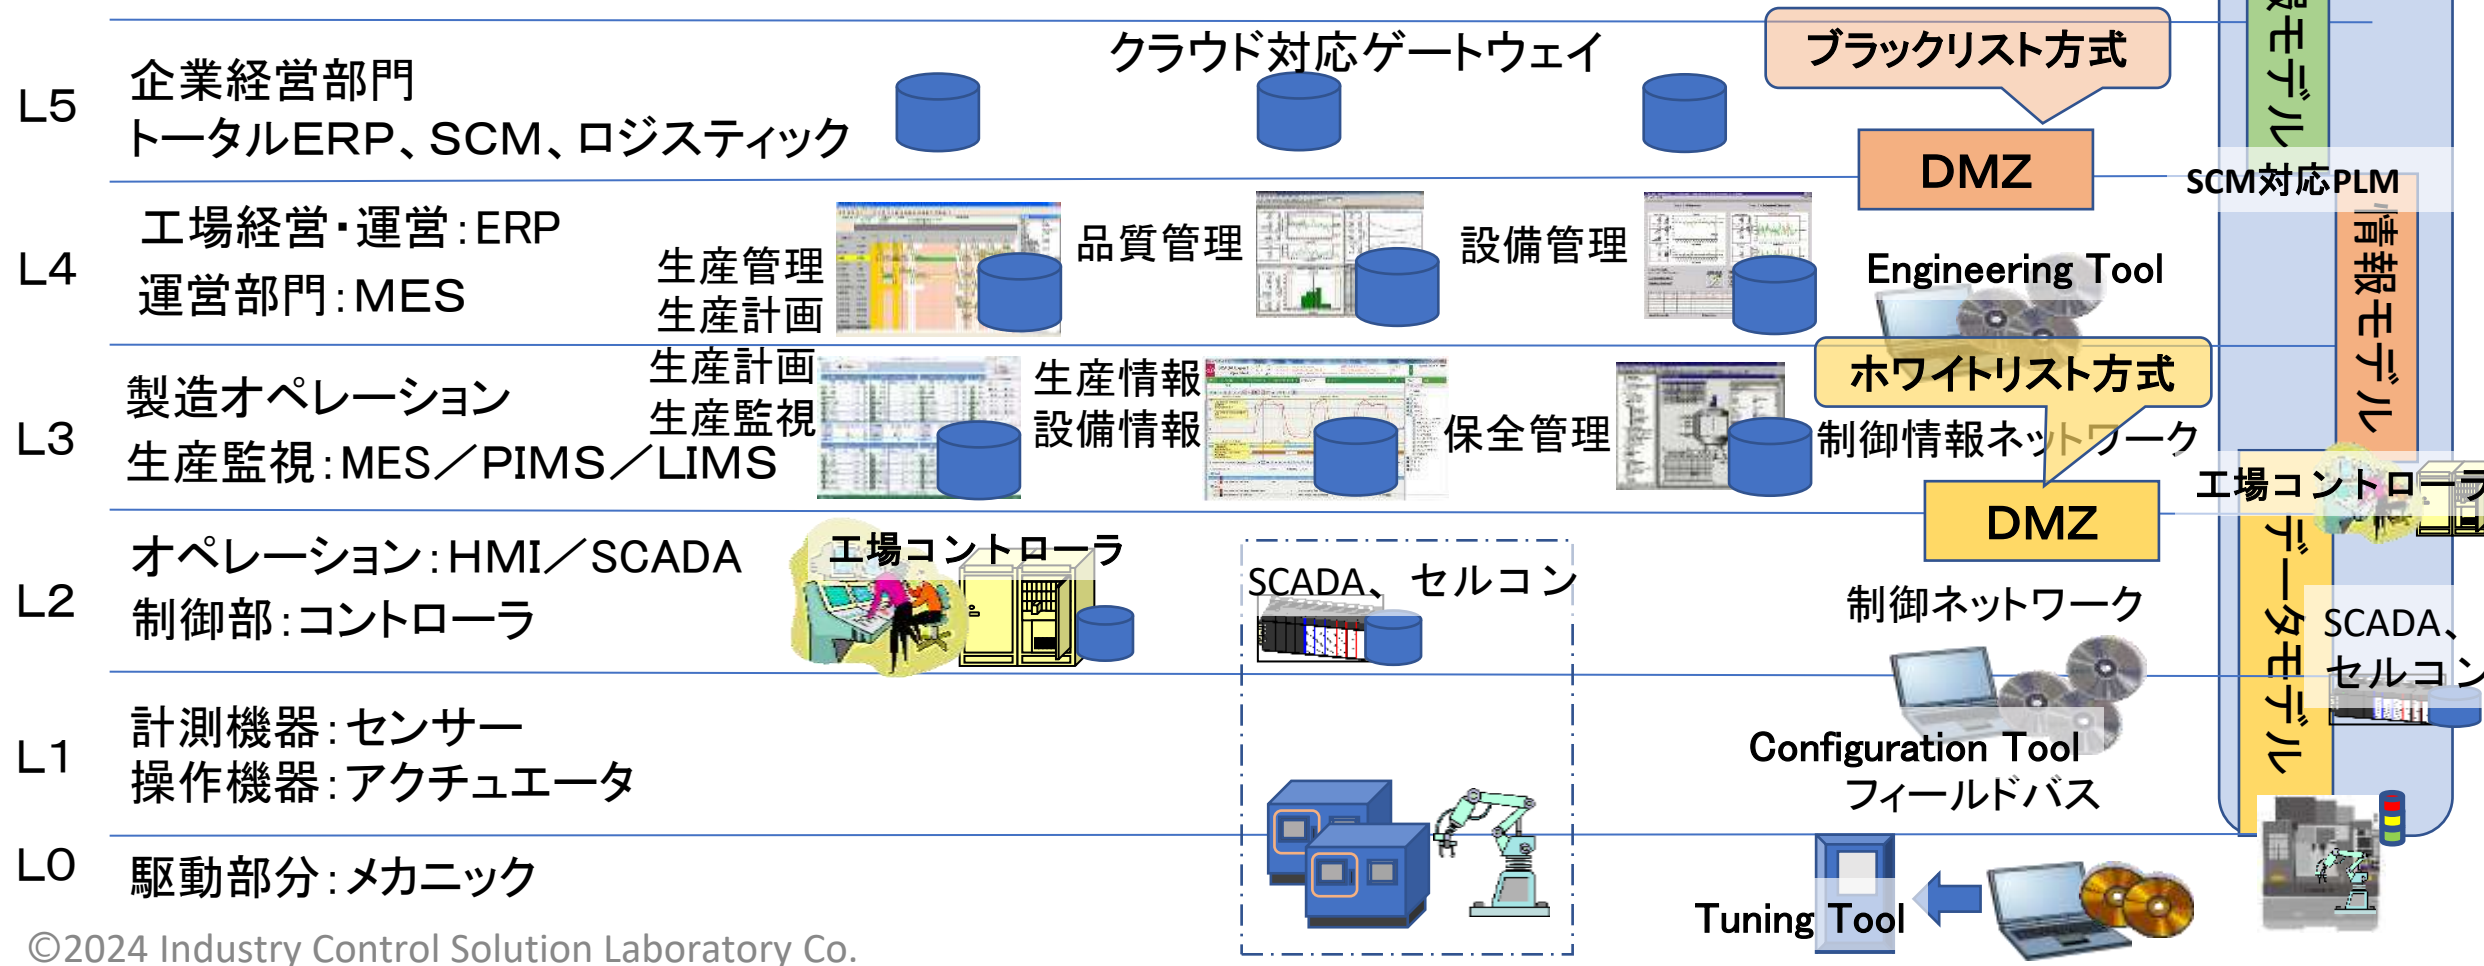 クラウド対応ゲートウェイ
ブラックリスト方式
L5
企業経営部門
トータルERP、SCM、ロジスティック
DMZ
報モデル
SCM対応PLM
L4
工場経営・運営：ERP
運営部門：MES
生産管理
生産計画
品質管理
設備管理
Engineering Tool
情報モデル
L3
製造オペレーション
生産監視：MES／PIMS／LIMS
生産計画
生産監視
生産情報
設備情報
保全管理
ホワイトリスト方式
制御情報ネットワーク
工場コントローラ
DMZ
L2
オペレーション：HMI／SCADA
制御部：コントローラ
工場コントローラ
SCADA、セルコン
制御ネットワーク
データモデル
SCADA、
セルコン
L1
計測機器：センサー
操作機器：アクチュエータ
Configuration Tool
フィールドバス
L0
駆動部分：メカニック
Tuning Tool
©2024 Industry Control Solution Laboratory Co.